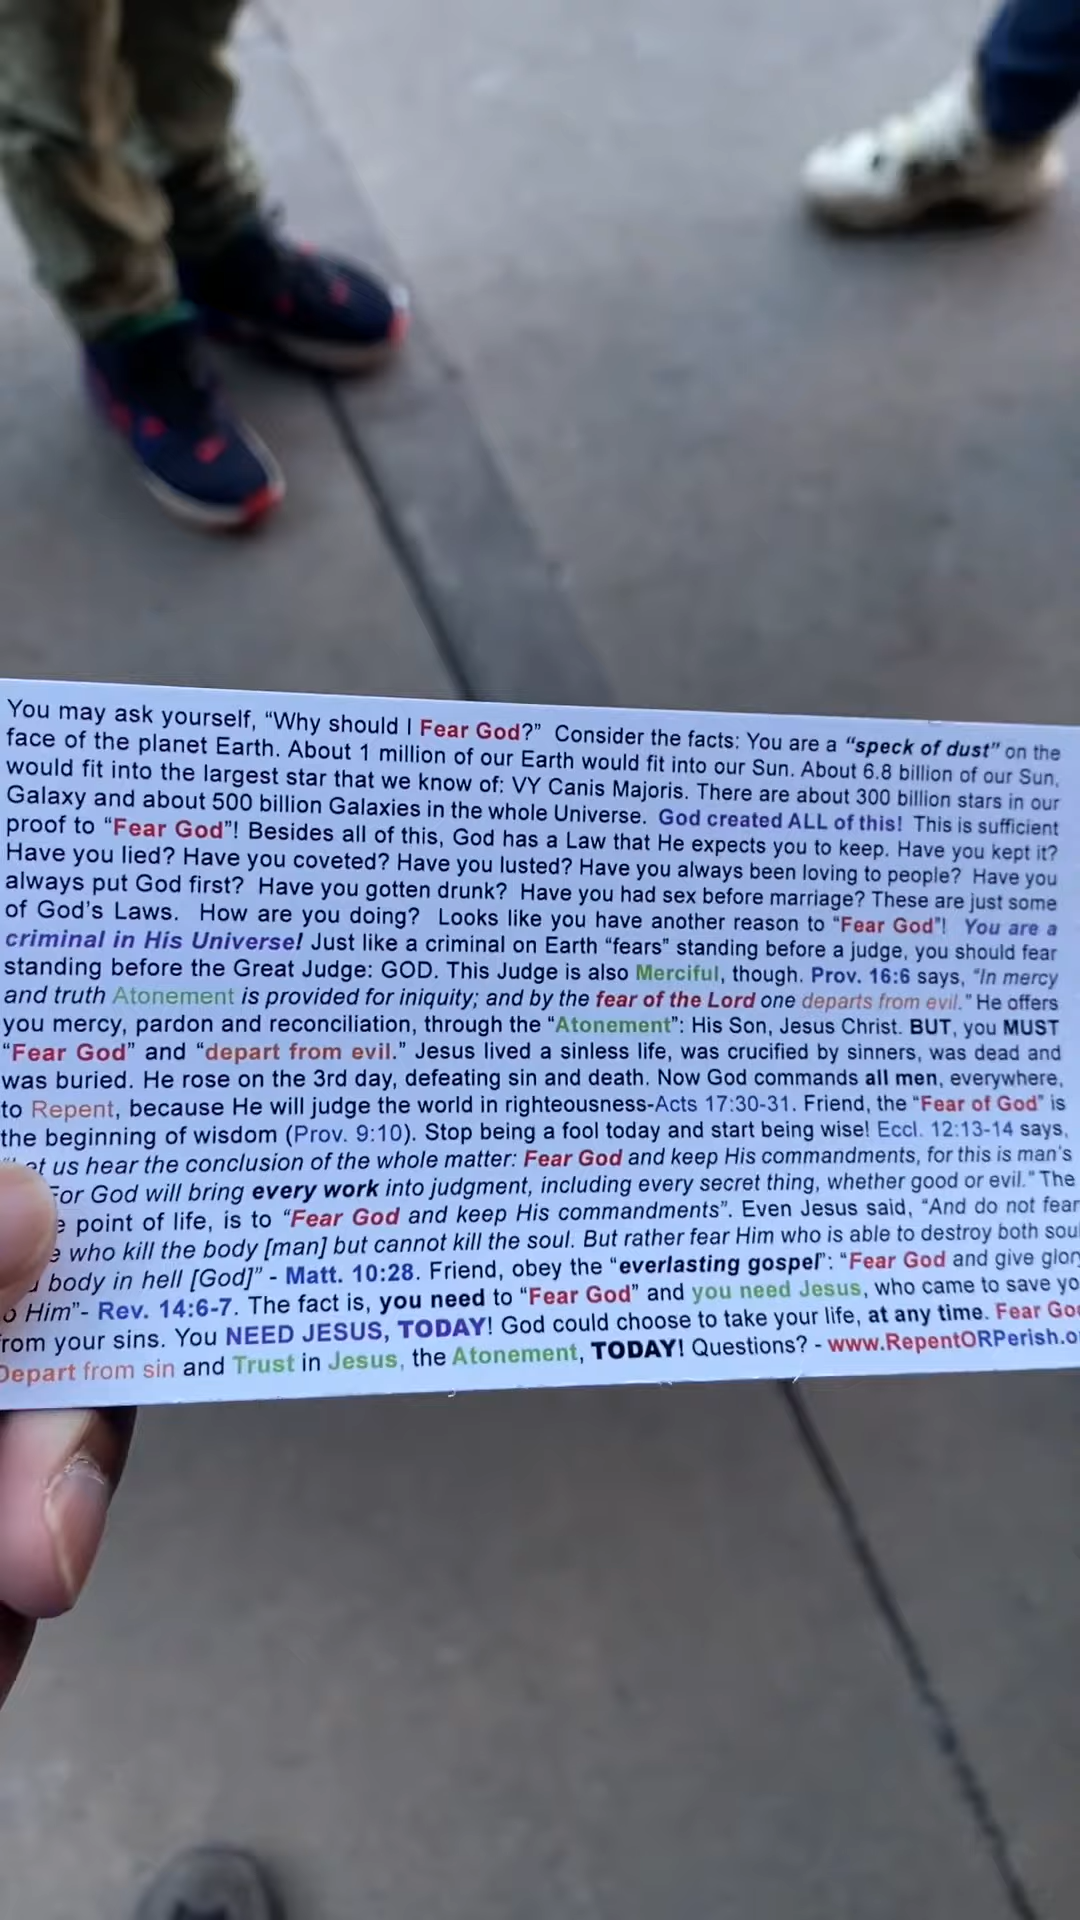 You may ask yourself, “Why should I Fear God?” Consider the facts: You are a “speck of dust” on the
face of the planet Earth. About 1 million of our Earth would fit into our Sun. About 6.8 billion of our Sun,
would fit into the largest star that we know of: VY Canis Majoris. There are about 300 billion stars in our
Galaxy and about 500 billion Galaxies in the whole Universe. God created ALL of this! This is sufficient
proof to “Fear God”! Besides all of this, God has a Law that He expects you to keep. Have you kept it?
Have you lied? Have you coveted? Have you lusted? Have you always been loving to people? Have you
always put God first? Have you gotten drunk? Have you had sex before marriage? These are just some
of God’s Laws. How are you doing? Looks like you have another reason to “Fear God”! You are a
criminal in His Universe! Just like a criminal on Earth “fears” standing before a judge, you should fear
standing before the Great Judge: GOD. This Judge is also Merciful, though. Prov. 16:6 says, “In mercy
and truth Atonement is provided for iniquity; and by the fear of the Lord one departs from evil.” He offers
you mercy, pardon and reconciliation, through the “Atonement”: His Son, Jesus Christ. BUT, you MUST
“Fear God” and “depart from evil.” Jesus lived a sinless life, was crucified by sinners, was dead and
was buried. He rose on the 3rd day, defeating sin and death. Now God commands all men, everywhere,
to Repent, because He will judge the world in righteousness-Acts 17:30-31. Friend, the “Fear of God” is
the beginning of wisdom (Prov. 9:10). Stop being a fool today and start being wise! Eccl. 12:13-14 says,
us hear the conclusion of the whole matter: Fear God and keep His commandments, for this is man’s
For God will bring every work into judgment, including every secret thing, whether good or evil.” The
point of life, is to “Fear God and keep His commandments”. Even Jesus said, “And do not fear
who kill the body [man] but cannot kill the soul. But rather fear Him who is able to destroy both soul
body in hell [God]” - Matt. 10:28. Friend, obey the “everlasting gospel”: “Fear God and give glory
Him”- Rev. 14:6-7. The fact is, you need to “Fear God” and you need Jesus, who came to save yo
from your sins. You NEED JESUS, TODAY! God could choose to take your life, at any time. Fear God
Depart from sin and Trust in Jesus, the Atonement, TODAY! Questions? - www.RepentORPerish.o